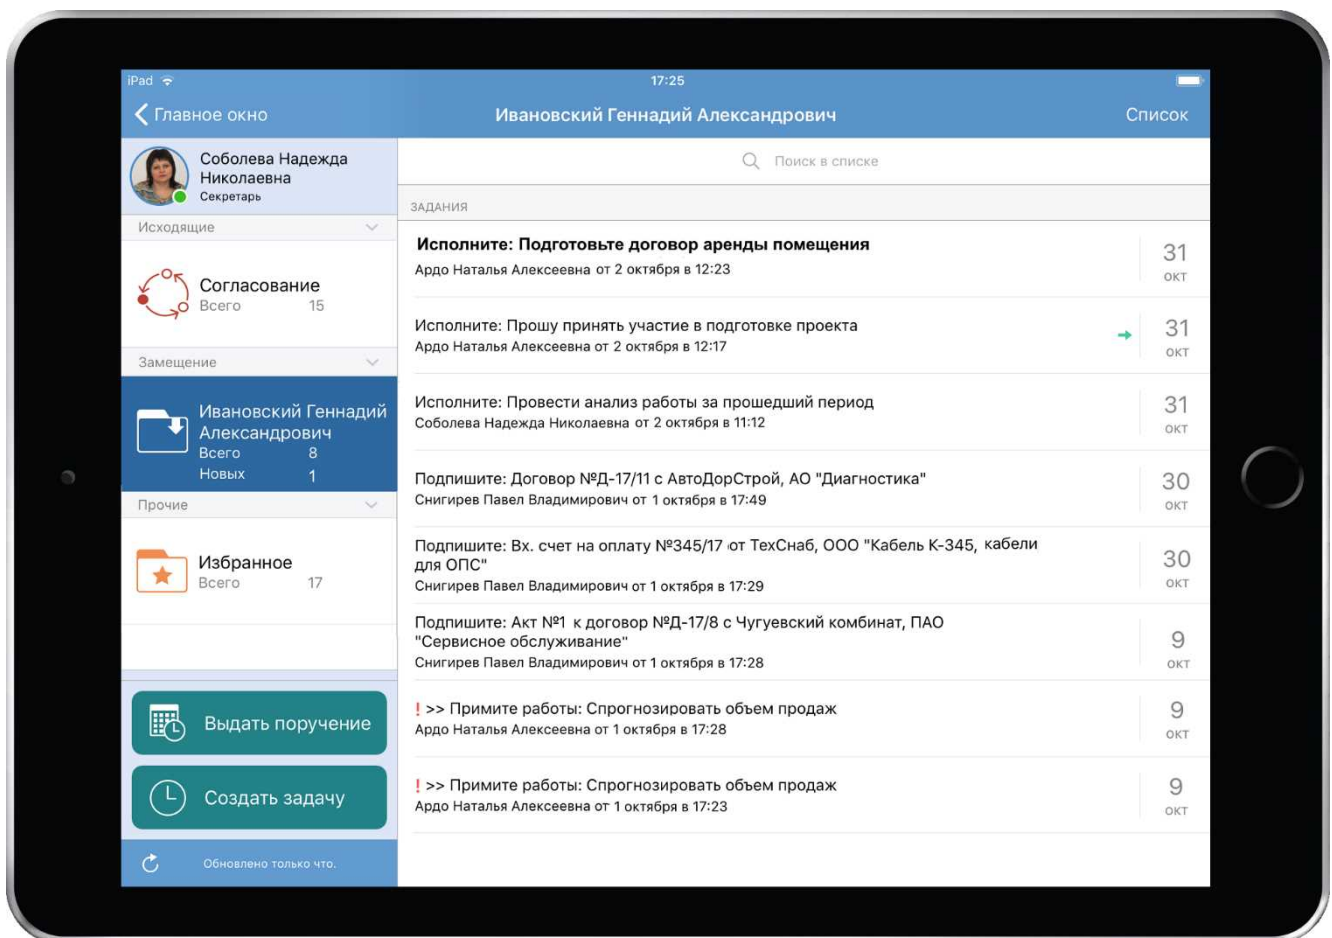 iPad
17:25
Главное окно
Ивановский Геннадий Александрович
Список
Соболева Надежда
Николаевна
Секретарь
Исходящие
Согласование
Всего 15
Замещение
Ивановский Геннадий
Александрович
Всего 8
Новых 1
Прочие
Избранное
Всего 17
Выдать поручение
Создать задачу
Обновлено только что.
Поиск в списке
ЗАДАНИЯ
Исполните: Подготовьте договор аренды помещения
Ардо Наталья Алексеевна от 2 октября в 12:23
31
окт
Исполните: Прошу принять участие в подготовке проекта
Ардо Наталья Алексеевна от 2 октября в 12:17
31
окт
Исполните: Провести анализ работы за прошедший период
Соболева Надежда Николаевна от 2 октября в 11:12
31
окт
Подпишите: Договор №Д-17/11 с АвтоДорСтрой, АО "Диагностика"
Снигирев Павел Владимирович от 1 октября в 17:49
30
окт
Подпишите: Вх. счет на оплату №345/17 от ТехСнаб, ООО "Кабель К-345, кабели
для ОПС"
Снигирев Павел Владимирович от 1 октября в 17:29
30
окт
Подпишите: Акт №1 к договор №Д-17/8 с Чугуевский комбинат, ПАО
"Сервисное обслуживание"
Снигирев Павел Владимирович от 1 октября в 17:28
9
окт
! >> Примите работы: Спрогнозировать объем продаж
Ардо Наталья Алексеевна от 1 октября в 17:28
9
окт
! >> Примите работы: Спрогнозировать объем продаж
Ардо Наталья Алексеевна от 1 октября в 17:23
9
окт